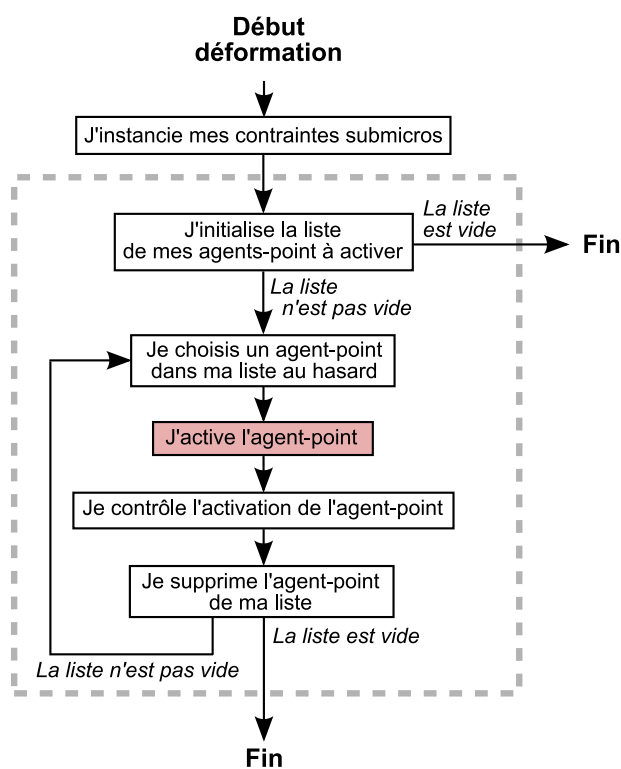 Début
déformation
J'instancie mes contraintes submicros
J'initialise la liste
de mes agents-point à activer
La liste
est vide
Fin
La liste
n'est pas vide
Je choisis un agent-point
dans ma liste au hasard
J'active l'agent-point
Je contrôle l'activation de l'agent-point
Je supprime l'agent-point
de ma liste
La liste est vide
La liste n'est pas vide
Fin